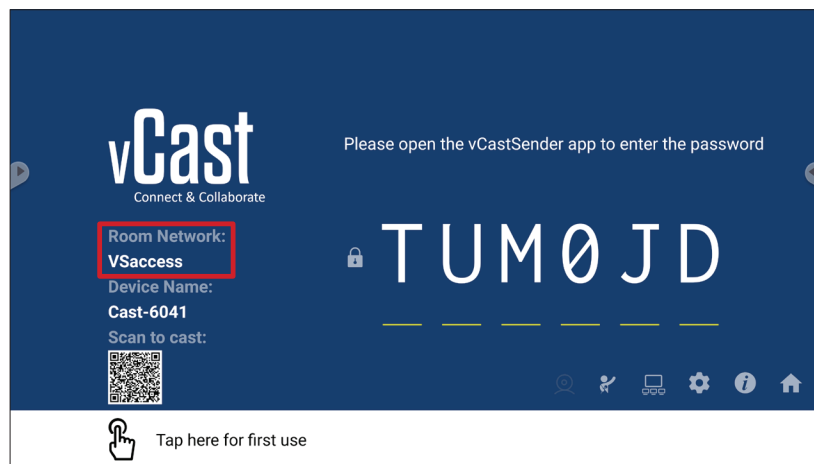 vCast
Connect & Collaborate
Please open the vCastSender app to enter the password
Room Network:
VSaccess
TUM0JD
Device Name:
Cast-6041
Scan to cast:
Tap here for first use